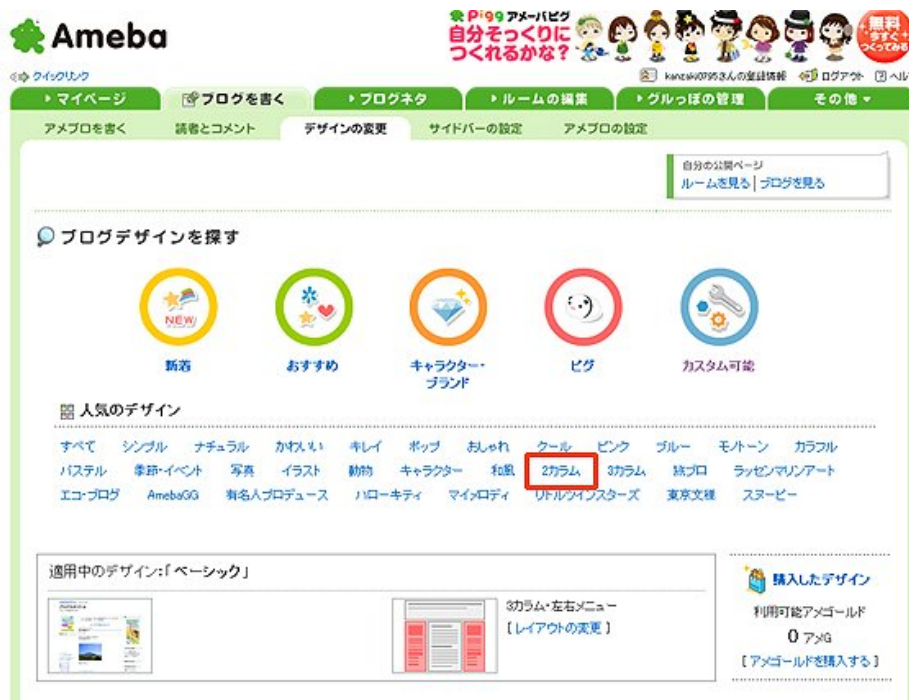 Ameba
Pigg アメーバピグ
自分そっくりに
つくれるかな?
無料
今すぐ
つくってみる
クイックリンク
kanzaki0795さんの登録情報 ログアウト ヘル
マイページ ブログを書く ブログネタ ルームの編集 グルっぽの管理 その他
アメブロを書く 読者とコメント デザインの変更 サイドバーの設定 アメブロの設定
自分の公開ページ
ルームを見る | ブログを見る
ブログデザインを探す
NEW
新着 おすすめ キャラクター・ ピグ カスタム可能
ブランド
人気のデザイン
すべて シンプル ナチュラル かわいい キレイ ポップ おしゃれ クール ピンク ブルー モノトーン カラフル
パステル 季節・イベント 写真 イラスト 動物 キャラクター 和風 2カラム 3カラム 旅ブロ ラッセンマリンアート
エコ・ブログ AmebaGG 有名人プロデュース ハローキティ マイメロディ リトルツインスターズ 東京文様 スヌーピー
適用中のデザイン:「ベーシック」
3カラム・左右メニュー
[ レイアウトの変更 ]
購入したデザイン
利用可能アメゴールド
0 アメG
[ アメゴールドを購入する ]